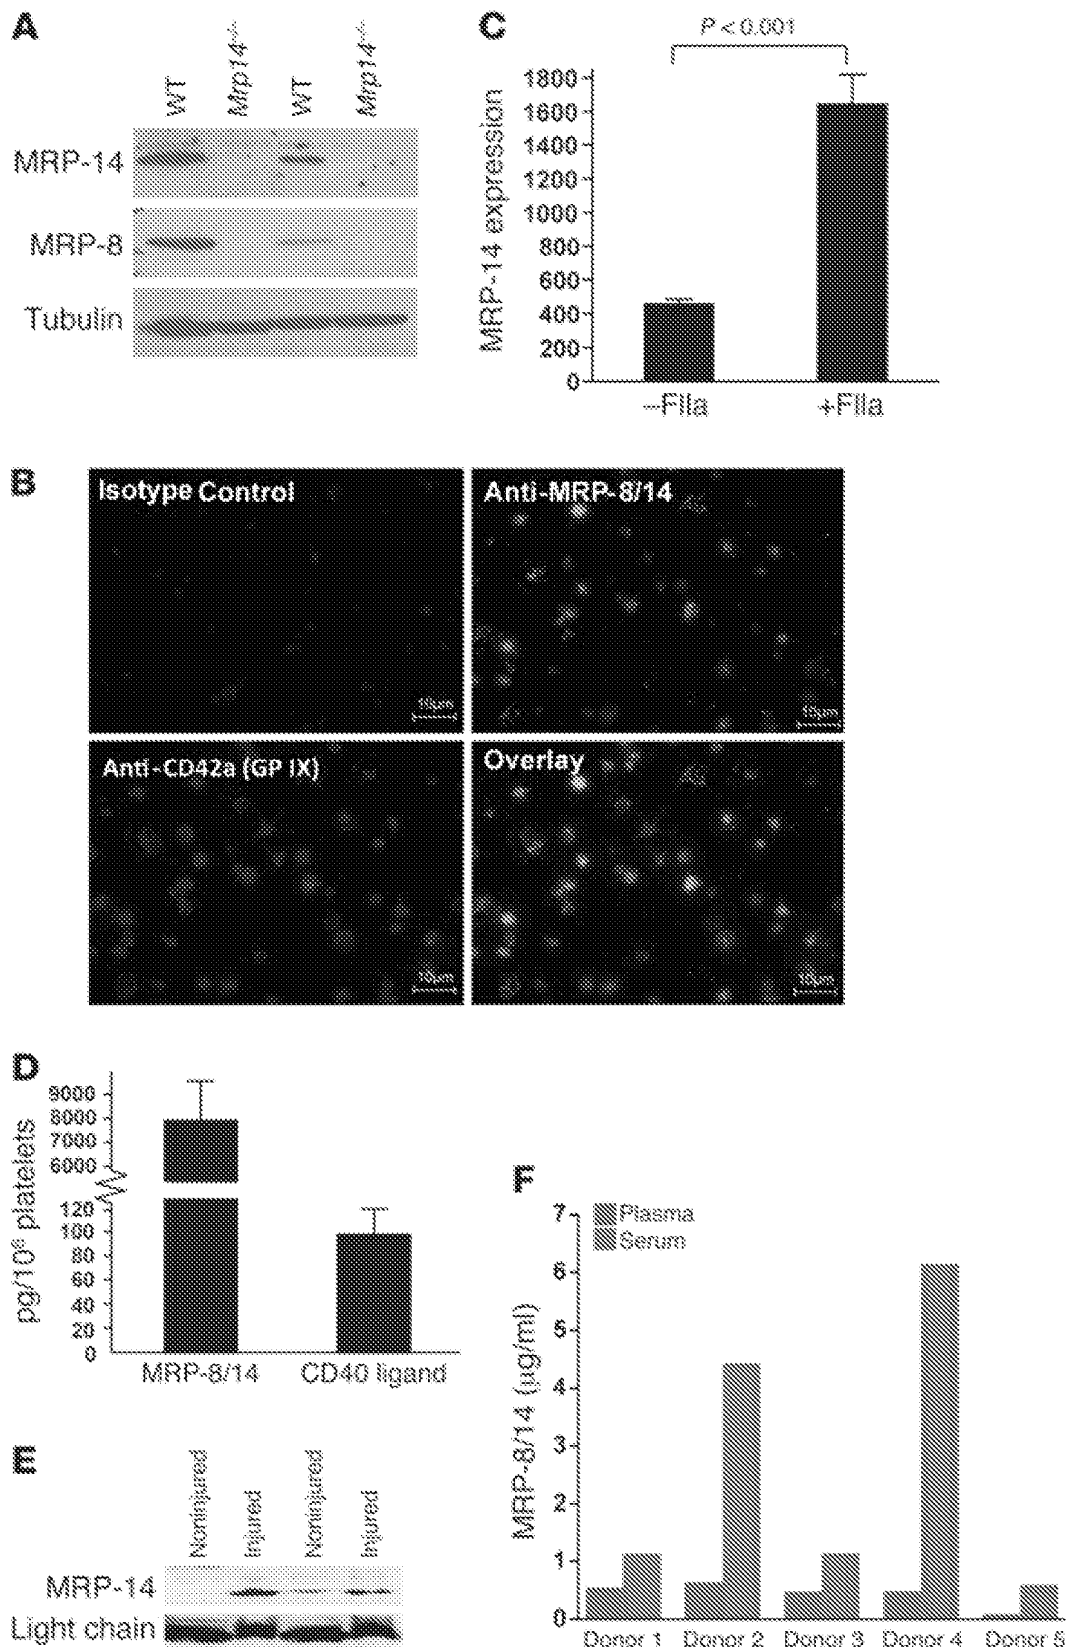 A
WT
Mrp14-/-
WT
Mrp14-/-
MRP-14
MRP-8
Tubulin
C
P < 0.001
MRP-14 expression
1800
1600
1400
1200
1000
800
600
400
200
0
–FIIa
+FIIa
B
Isotype Control
Anti-MRP-8/14
10µm
10µm
Anti-CD42a (GP IX)
Overlay
10µm
10µm
D
pg/10⁶ platelets
9000
8000
7000
6000
120
100
80
60
40
20
0
MRP-8/14
CD40 ligand
E
Noninjured
Injured
Noninjured
Injured
MRP-14
Light chain
F
Plasma
Serum
MRP-8/14 (µg/ml)
7
6
5
4
3
2
1
0
Donor 1
Donor 2
Donor 3
Donor 4
Donor 5